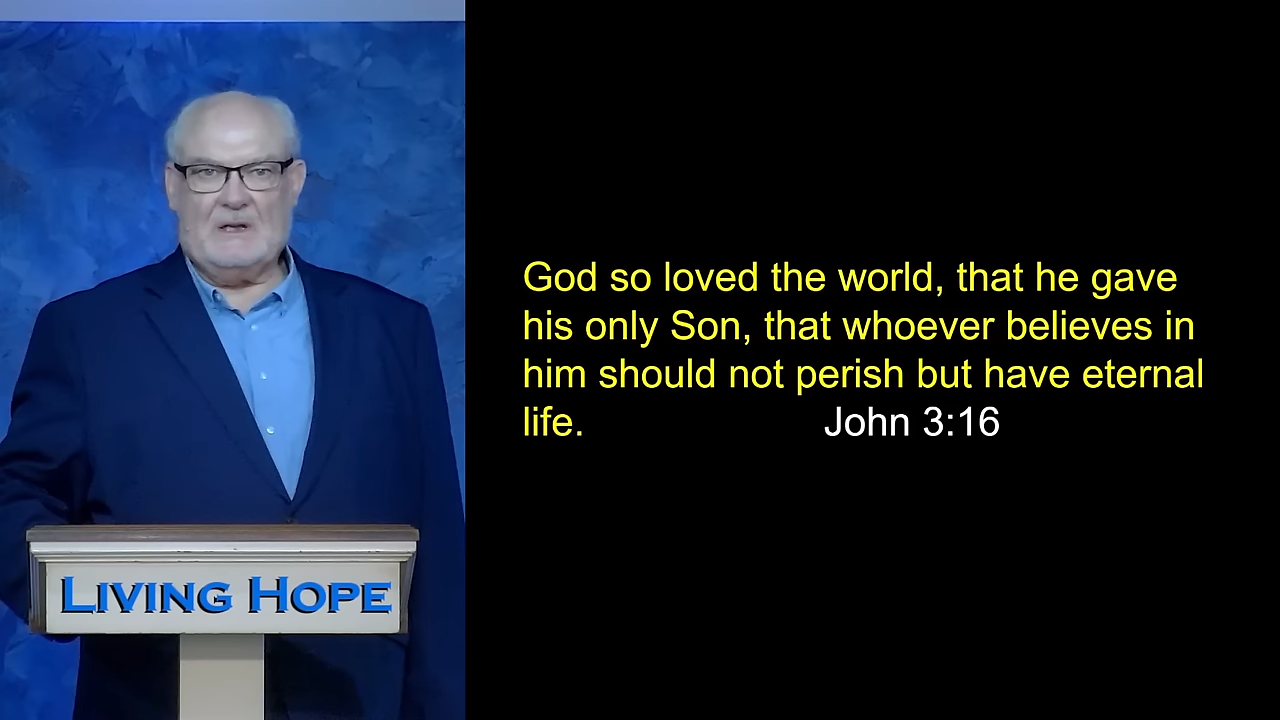 God so loved the world, that he gave
his only Son, that whoever believes in
him should not perish but have eternal
life. John 3:16
LIVING HOPE